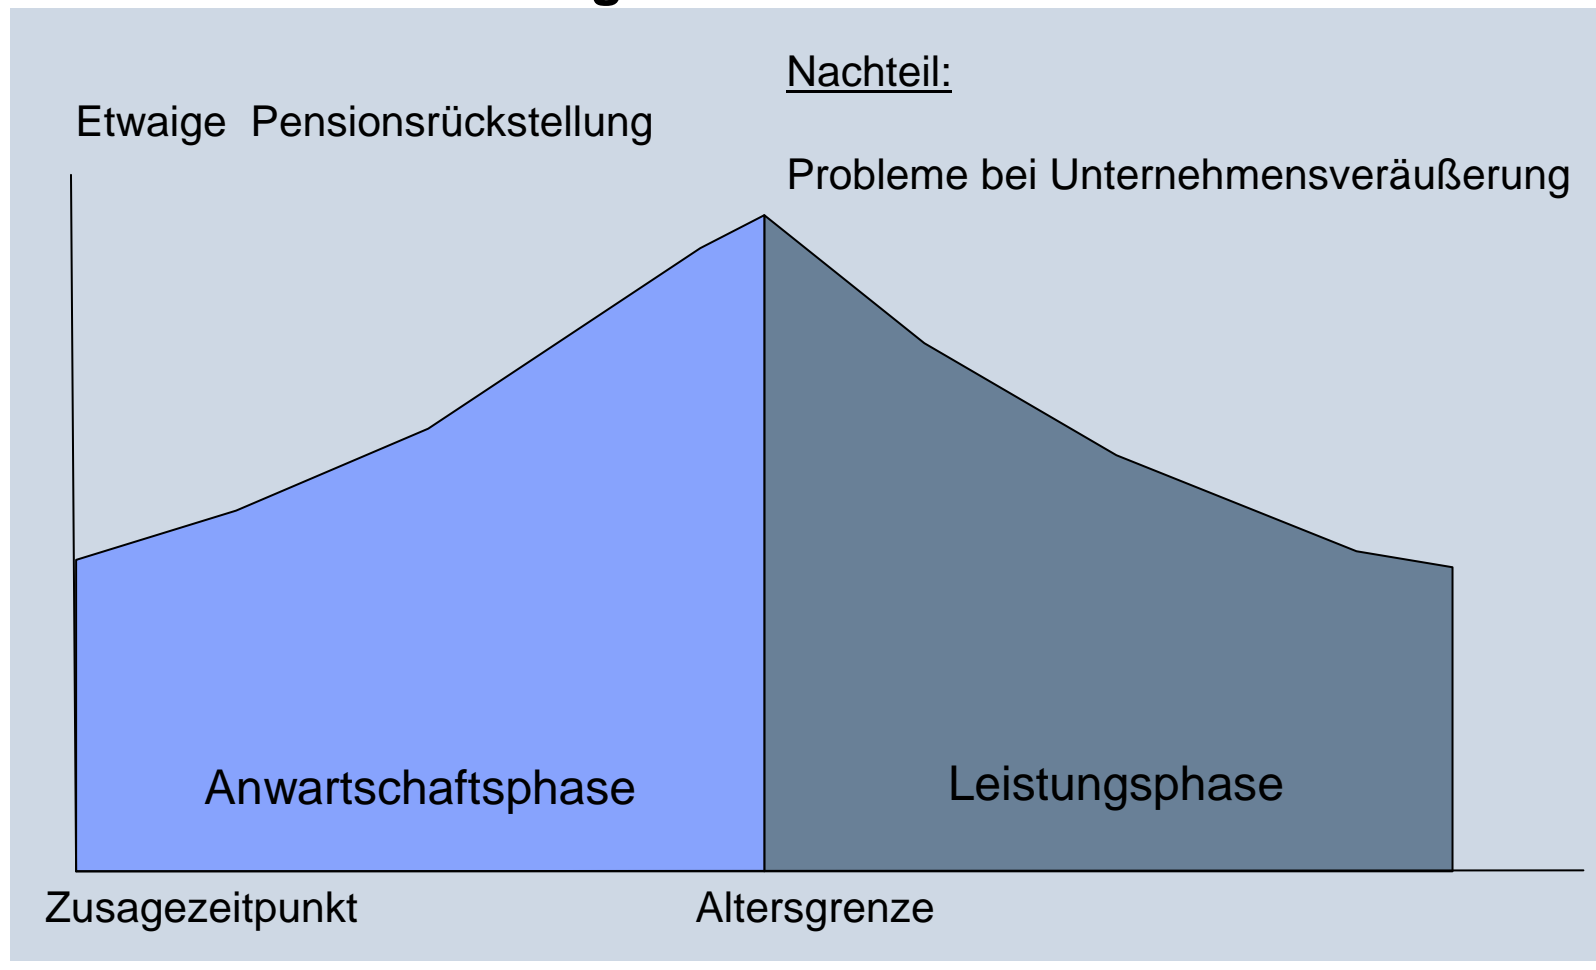 Nachteil:
Etwaige Pensionsrückstellung
Probleme bei Unternehmensveräußerung
Anwartschaftsphase
Leistungsphase
Zusagezeitpunkt
Altersgrenze